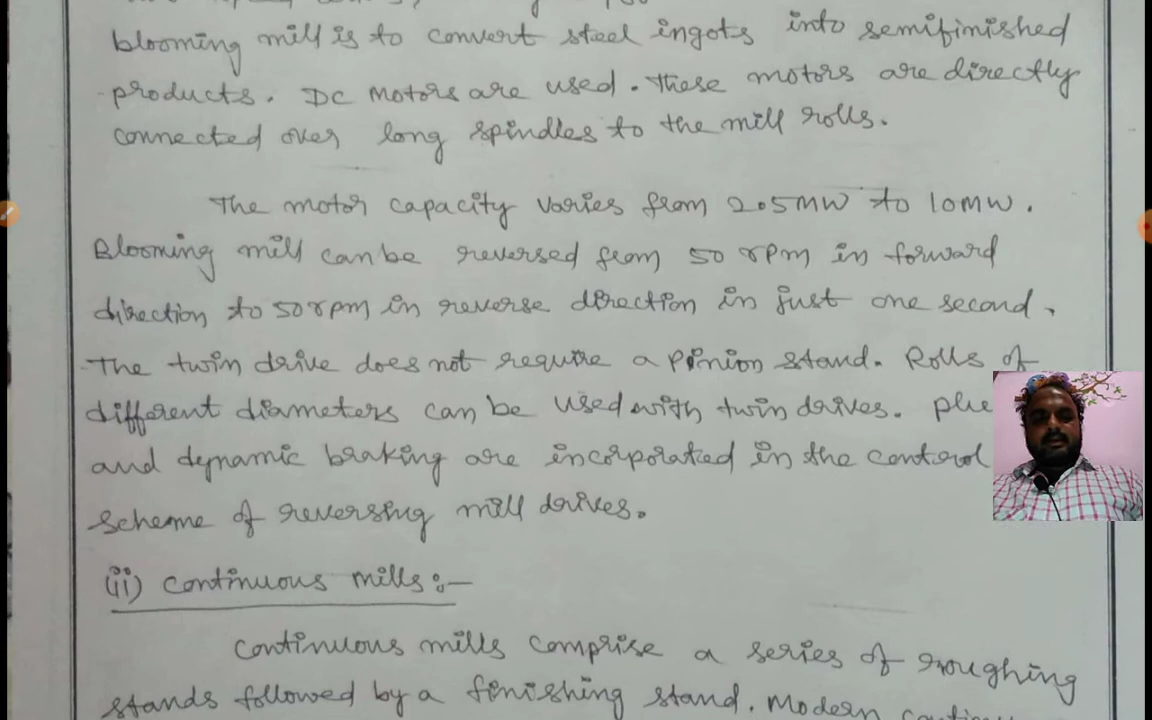 blooming mill is to convert steel ingots into semifinished
products. DC Motors are used. These motors are directly
connected over long spindles to the mill rolls.
The motor capacity varies from 2.5MW to 10MW.
Blooming mill can be reversed from 50 rpm in forward
direction to 50 rpm in reverse direction in just one second.
The twin drive does not require a pinion stand. Rolls of
different diameters can be used with twin drives.
and dynamic braking are incorporated in the control
scheme of reversing mill drives.
(ii) Continuous mills:-
Continuous mills comprise a series of roughing
stands followed by a finishing stand. Modern